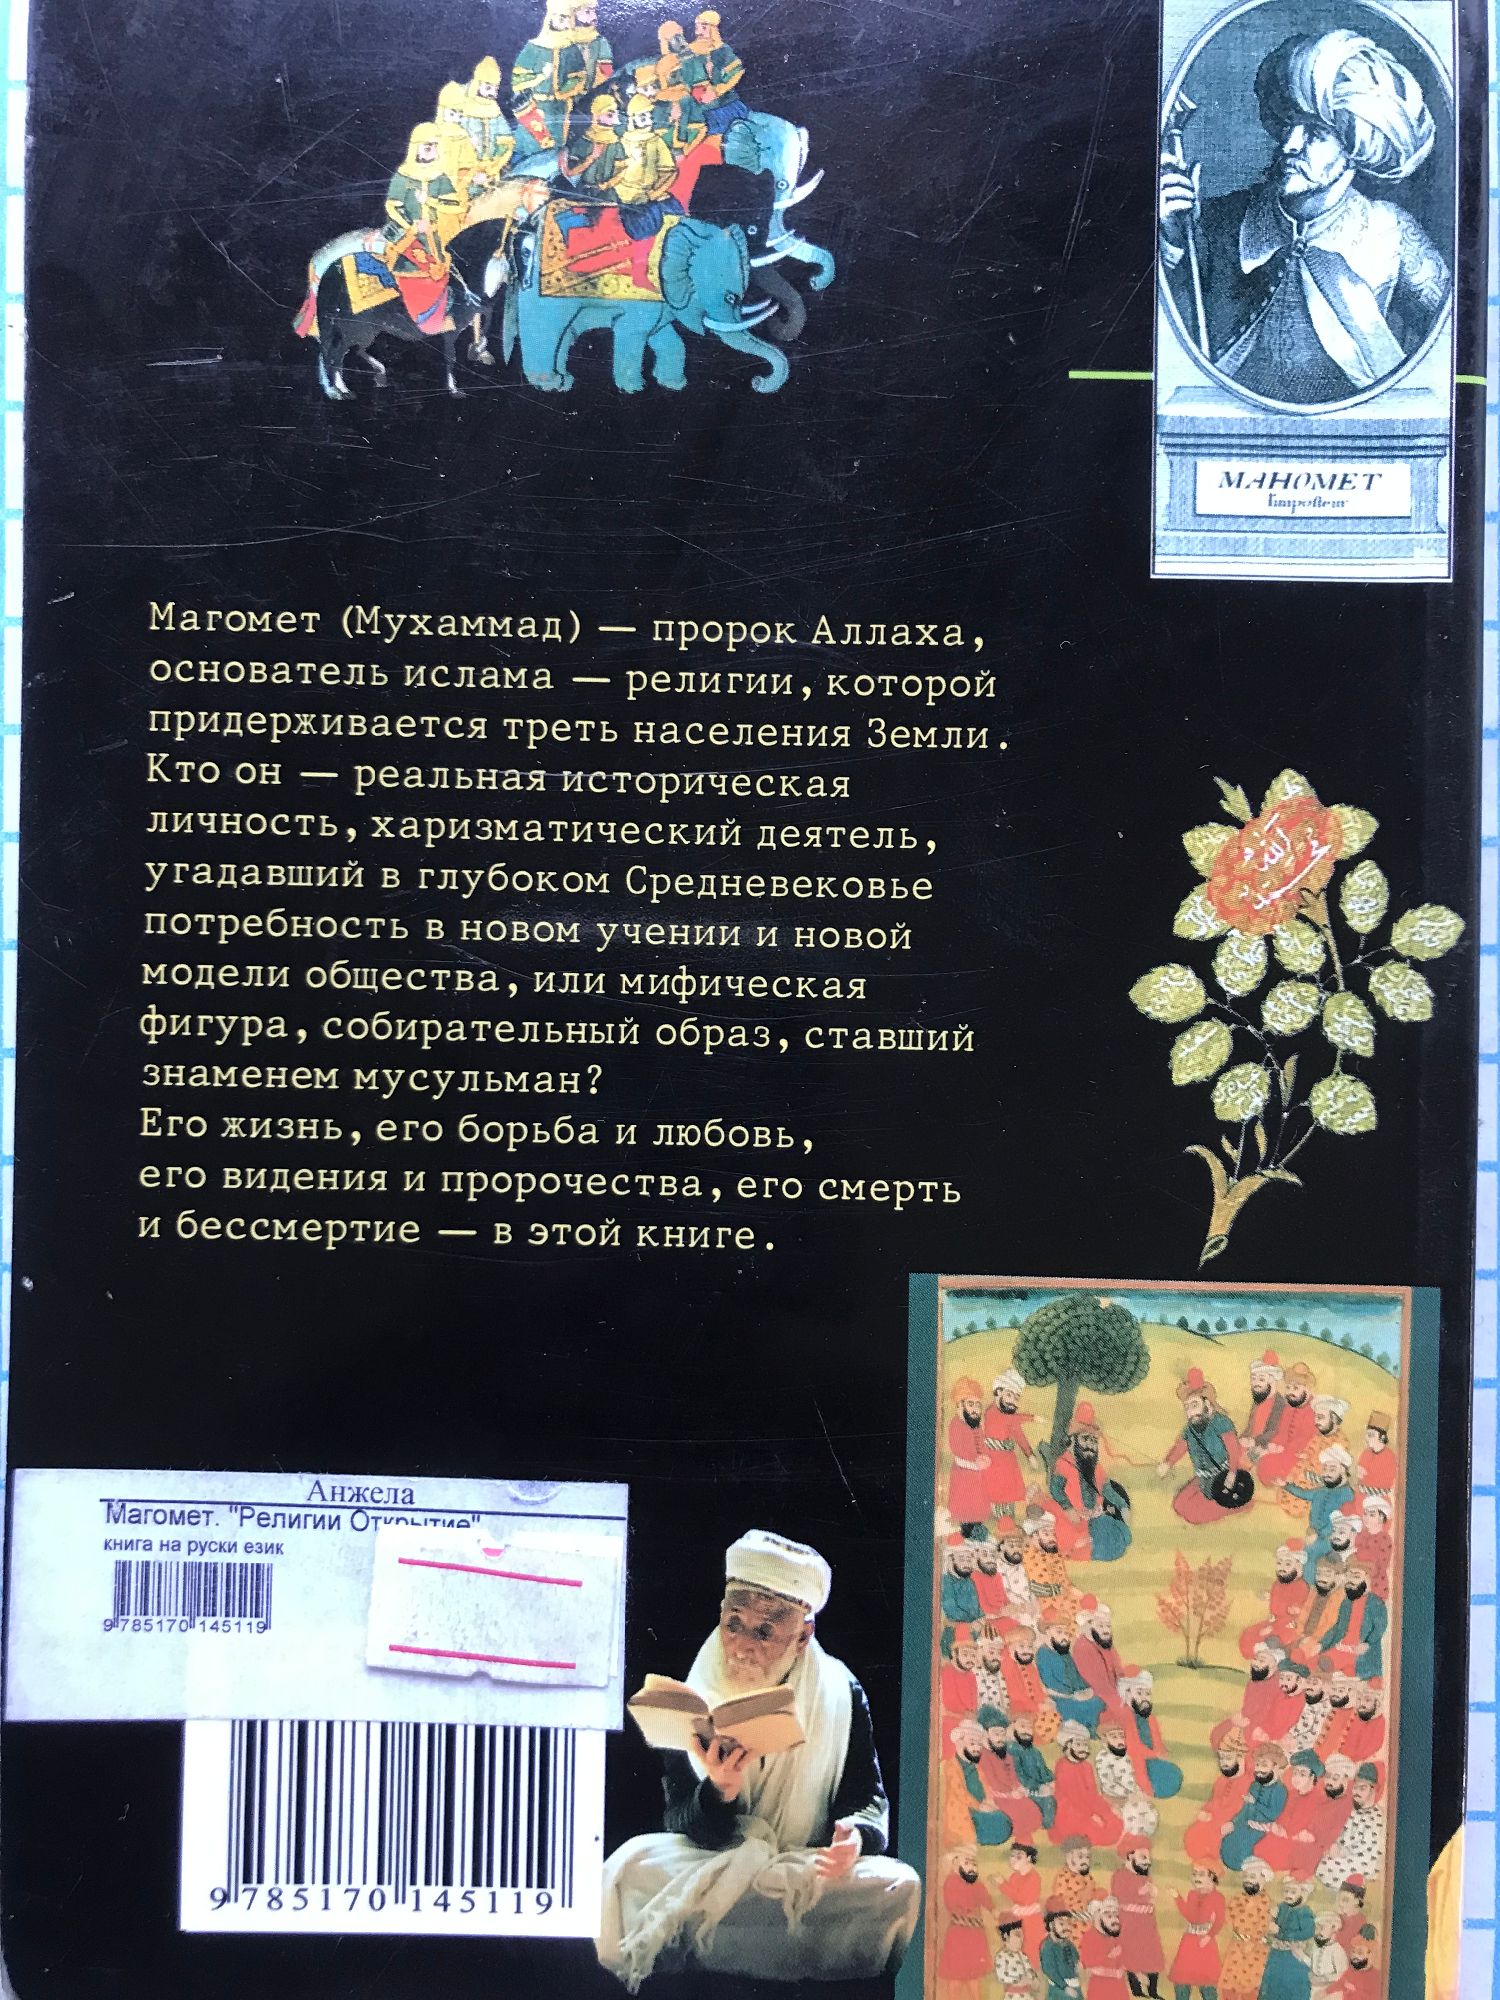 МАНОМЕТ
Магомет (Мухаммад) — пророк Аллаха,
основатель ислама — религии, которой
придерживается треть населения Земли.
Кто он — реальная историческая
личность, харизматический деятель,
угадавший в глубоком Средневековье
потребность в новом учении и новой
модели общества, или мифическая
фигура, собирательный образ, ставший
знаменем мусульман?
Его жизнь, его борьба и любовь,
его видения и пророчества, его смерть
и бессмертие — в этой книге.
Анжела
Магомет. "Религии Открытие"
книга на руски език
9 785170 145119
9 785170 145119